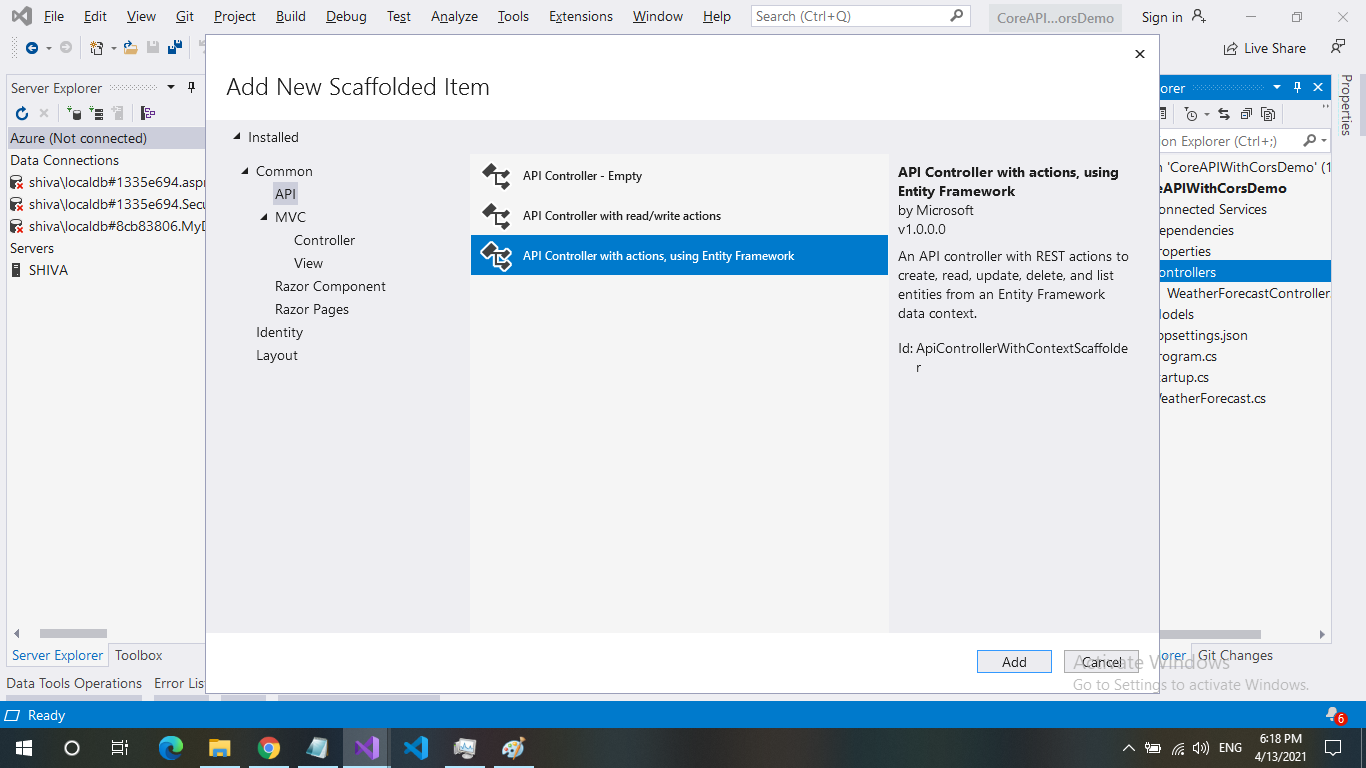 File Edit View Git Project Build Debug Test Analyze Tools Extensions Window Help Search (Ctrl+Q) CoreAPI...orsDemo Sign in
Live Share
Server Explorer
Azure (Not connected)
Data Connections
shiva\localdb#1335e694.aspn
shiva\localdb#1335e694.Secu
shiva\localdb#8cb83806.MyD
Servers
SHIVA
Server Explorer Toolbox
Data Tools Operations Error Lis
Add New Scaffolded Item
Installed
Common
API
MVC
Controller
View
Razor Component
Razor Pages
Identity
Layout
API Controller - Empty
API Controller with read/write actions
API Controller with actions, using Entity Framework
API Controller with actions, using
Entity Framework
by Microsoft
v1.0.0.0
An API controller with REST actions to
create, read, update, delete, and list
entities from an Entity Framework
data context.
Id: ApiControllerWithContextScaffolde
r
Add Cancel
orer
Properties
ion Explorer (Ctrl+;)
n 'CoreAPIWithCorsDemo' (1
eAPIWithCorsDemo
onnected Services
ependencies
roperties
ontrollers
WeatherForecastController
odels
ppsettings.json
rogram.cs
tartup.cs
eatherForecast.cs
orer Git Changes
Activate Windows
Go to Settings to activate Windows.
Ready
6
ENG
6:18 PM
4/13/2021